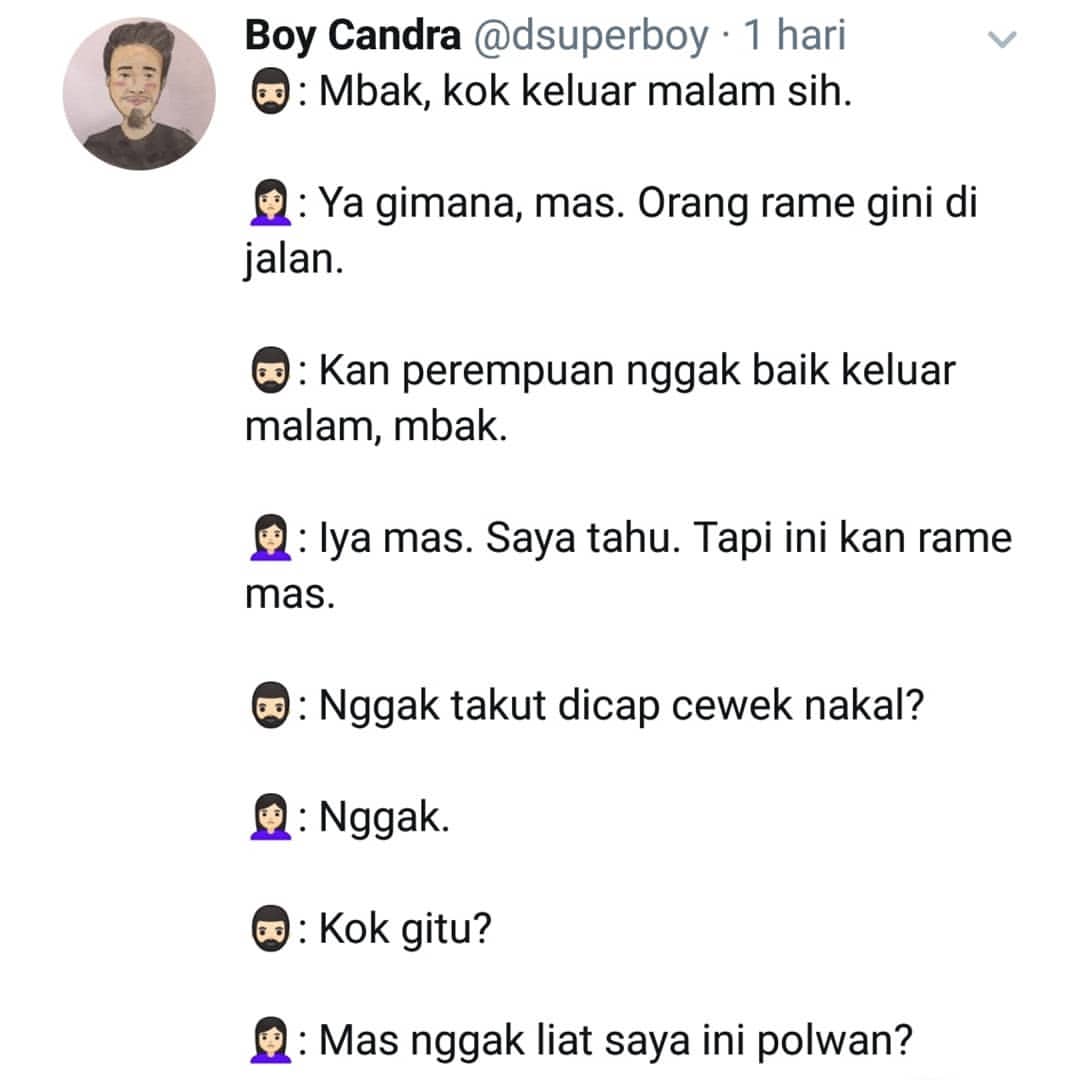 Boy Candra @dsuperboy · 1 hari
🧔🏻: Mbak, kok keluar malam sih.
🙍🏻‍♀️: Ya gimana, mas. Orang rame gini di
jalan.
🧔🏻: Kan perempuan nggak baik keluar
malam, mbak.
🙍🏻‍♀️: Iya mas. Saya tahu. Tapi ini kan rame
mas.
🧔🏻: Nggak takut dicap cewek nakal?
🙍🏻‍♀️: Nggak.
🧔🏻: Kok gitu?
🙍🏻‍♀️: Mas nggak liat saya ini polwan?